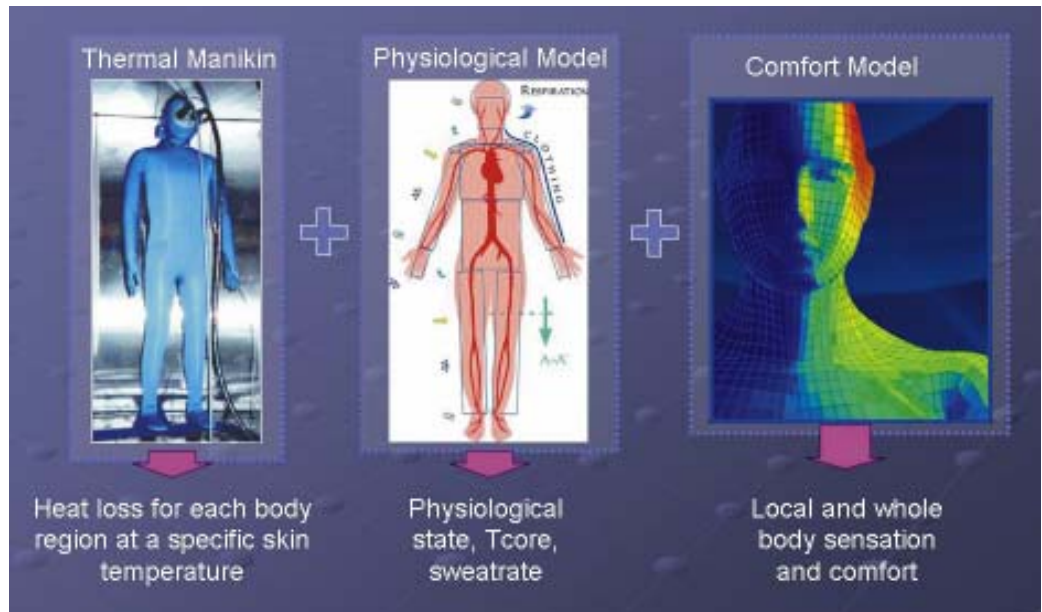 Thermal Manikin
Physiological Model
Comfort Model
RESPIRATION
CLOTHING
Heat loss for each body
region at a specific skin
temperature
Physiological
state, Tcore,
sweatrate
Local and whole
body sensation
and comfort